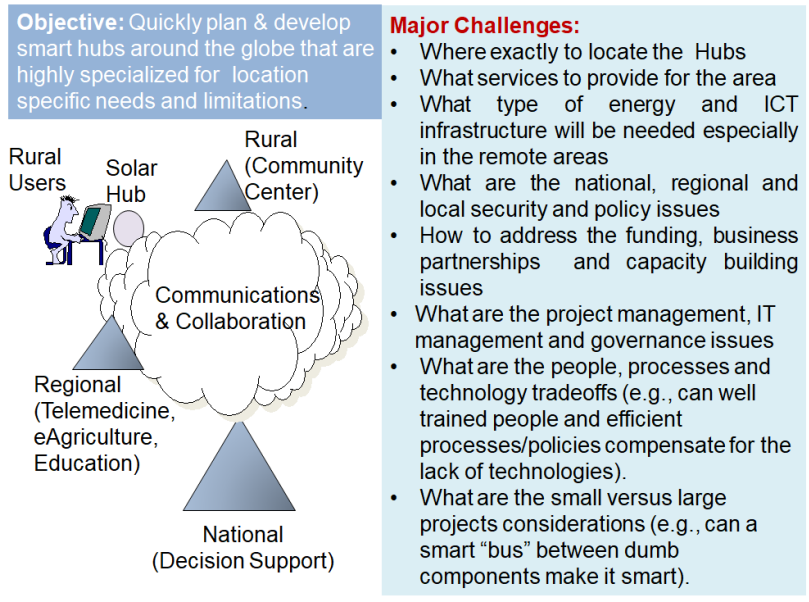 Objective: Quickly plan & develop
smart hubs around the globe that are
highly specialized for location
specific needs and limitations.
Rural
Users
Solar
Hub
Rural
(Community
Center)
Communications
& Collaboration
Regional
(Telemedicine,
eAgriculture,
Education)
National
(Decision Support)
Major Challenges:
• Where exactly to locate the Hubs
• What services to provide for the area
• What type of energy and ICT
infrastructure will be needed especially
in the remote areas
• What are the national, regional and
local security and policy issues
• How to address the funding, business
partnerships and capacity building
issues
• What are the project management, IT
management and governance issues
• What are the people, processes and
technology tradeoffs (e.g., can well
trained people and efficient
processes/policies compensate for the
lack of technologies).
• What are the small versus large
projects considerations (e.g., can a
smart “bus” between dumb
components make it smart).